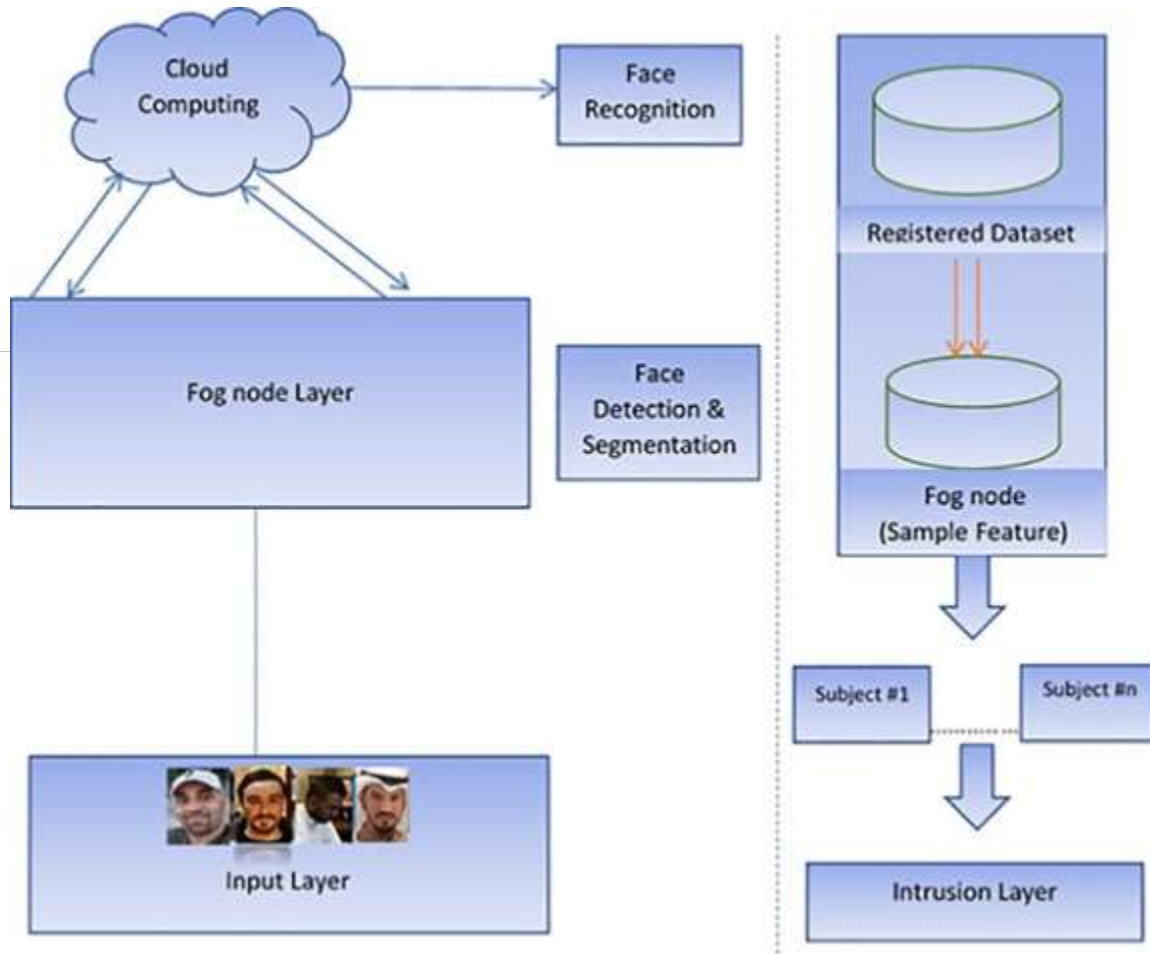 Cloud
Computing
Face
Recognition
Fog node Layer
Face
Detection &
Segmentation
Input Layer
Registered Dataset
Fog node
(Sample Feature)
Subject #1
Subject #n
Intrusion Layer